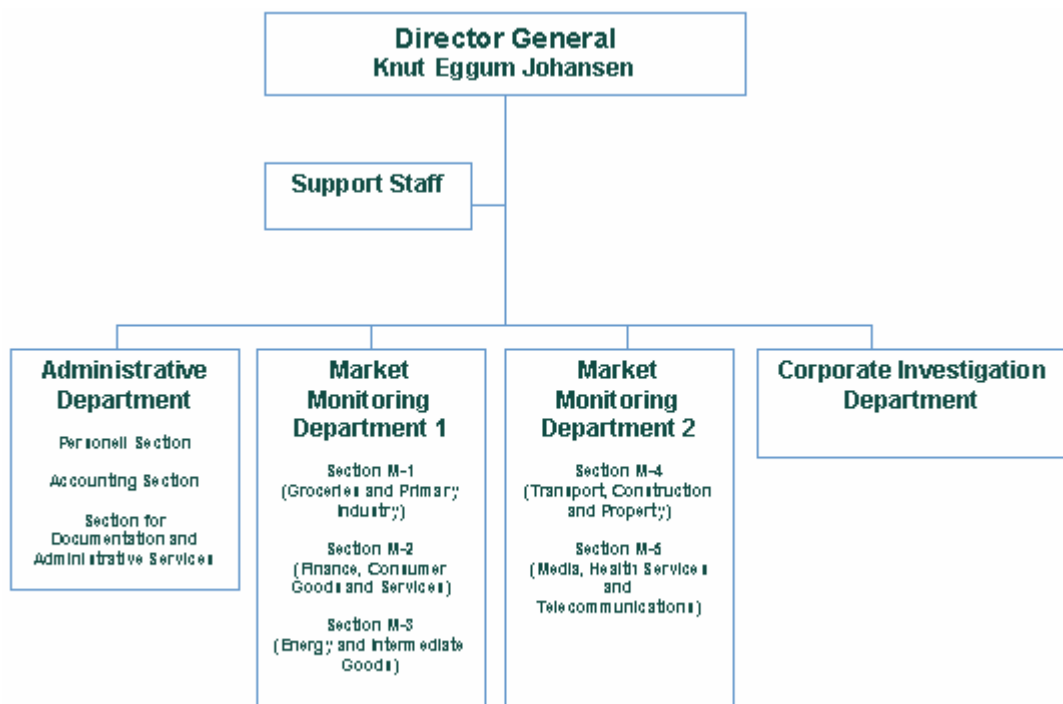 Director General
Knut Eggum Johansen
Support Staff
Administrative
Department
Personell Section
Accounting Section
Section for
Documentation and
Administrative Services
Market
Monitoring
Department 1
Section M-1
(Groceries and Primary
Industry)
Section M-2
(Finance, Consumer
Goods and Services)
Section M-3
(Energy and Intermediate
Goods)
Market
Monitoring
Department 2
Section M-4
(Transport, Construction
and Property)
Section M-5
(Media, Health Services
and
Telecommunications)
Corporate Investigation
Department